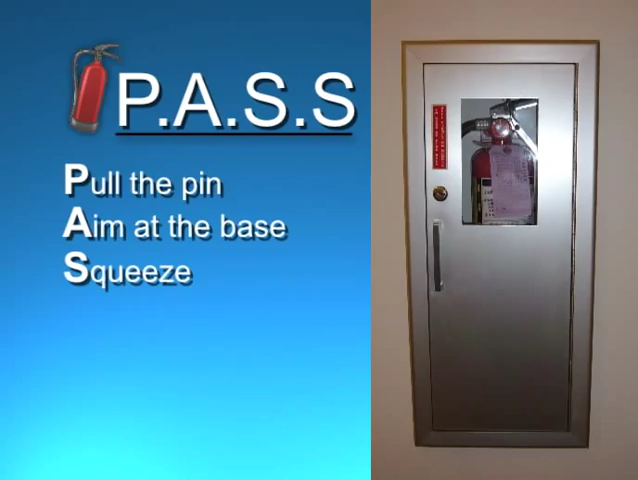 P.A.S.S
Pull the pin
Aim at the base
Squeeze